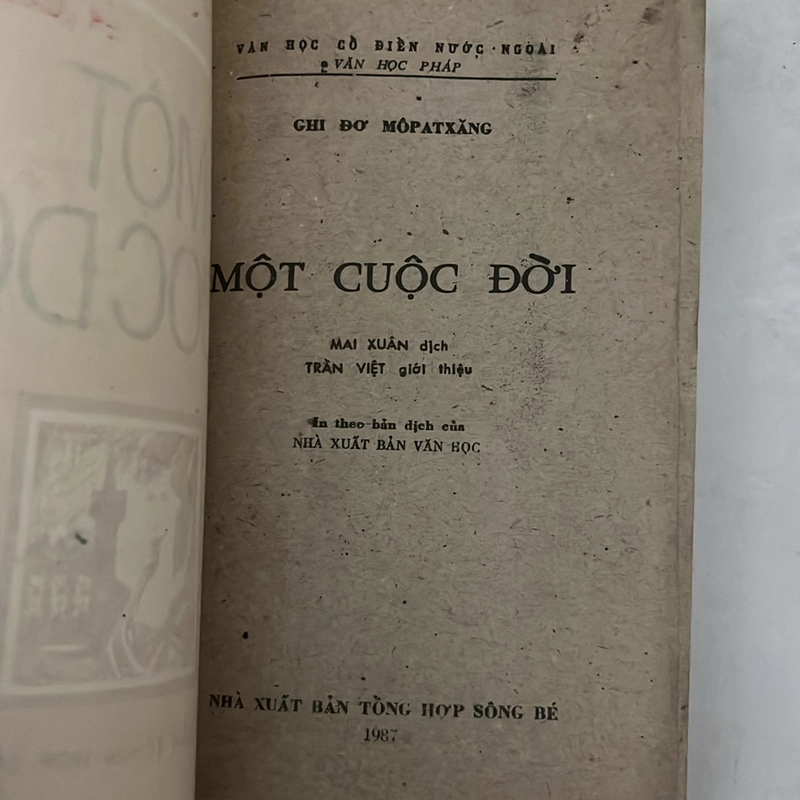 VĂN HỌC CỔ ĐIỂN NƯỚC NGOÀI
VĂN HỌC PHÁP
GHI ĐƠ MÔPATXĂNG
MỘT CUỘC ĐỜI
MAI XUÂN dịch
TRẦN VIỆT giới thiệu
In theo bản dịch của
NHÀ XUẤT BẢN VĂN HỌC
NHÀ XUẤT BẢN TỔNG HỢP SÔNG BÉ
1987